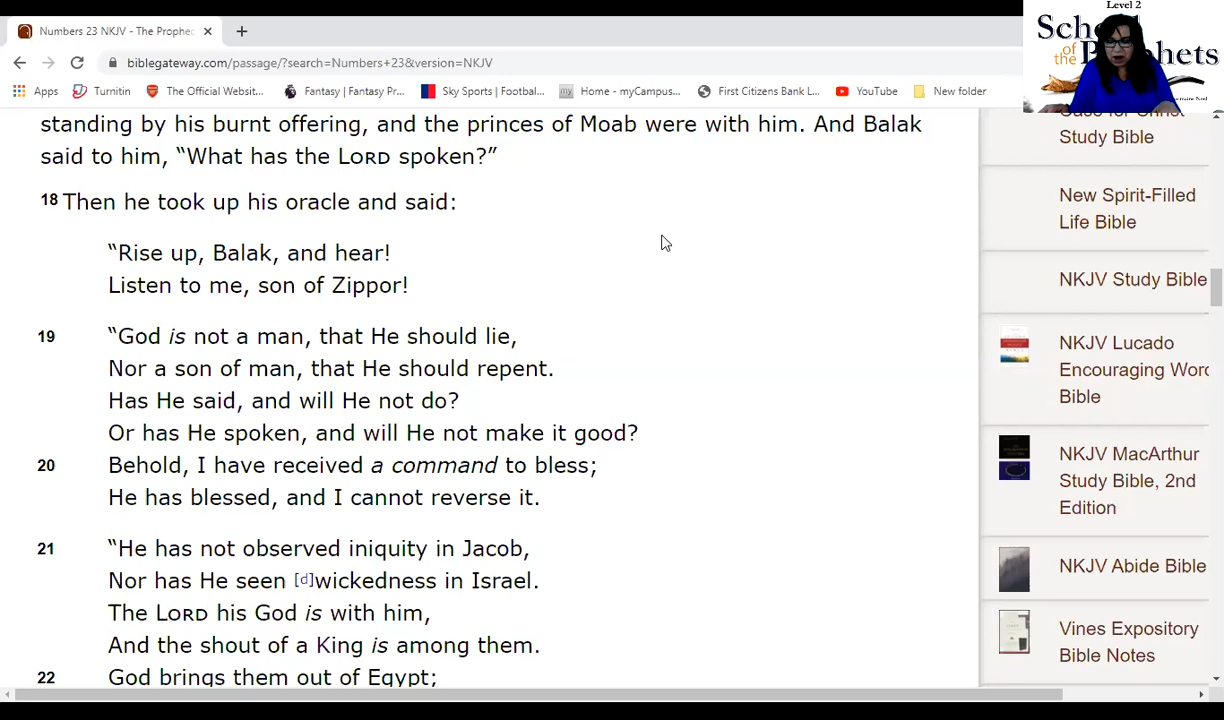 Level 2
Numbers 23 NKJV - The Prophec
biblegateway.com/passage/?search=Numbers+23&version=NKJV
Apps Turnitin The Official Websit... Fantasy | Fantasy Pr... Sky Sports | Footbal... Home - myCampus... First Citizens Bank L... YouTube New folder
standing by his burnt offering, and the princes of Moab were with him. And Balak
said to him, “What has the LORD spoken?”
18 Then he took up his oracle and said:
“Rise up, Balak, and hear!
Listen to me, son of Zippor!
19 “God is not a man, that He should lie,
Nor a son of man, that He should repent.
Has He said, and will He not do?
Or has He spoken, and will He not make it good?
20 Behold, I have received a command to bless;
He has blessed, and I cannot reverse it.
21 “He has not observed iniquity in Jacob,
Nor has He seen [d]wickedness in Israel.
The LORD his God is with him,
And the shout of a King is among them.
22 God brings them out of Egypt;
of the
Study Bible
New Spirit-Filled
Life Bible
NKJV Study Bible
NKJV Lucado
Encouraging Word
Bible
NKJV MacArthur
Study Bible, 2nd
Edition
NKJV Abide Bible
Vines Expository
Bible Notes